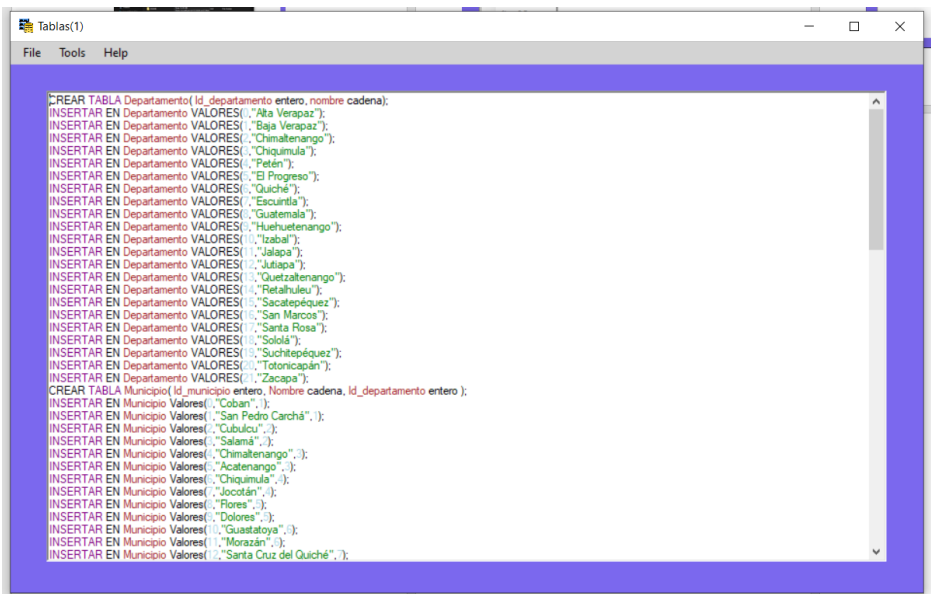 Tablas(1)
File Tools Help
CREAR TABLA Departamento( Id_departamento entero, nombre cadena);
INSERTAR EN Departamento VALORES(0,"Alta Verapaz");
INSERTAR EN Departamento VALORES(1,"Baja Verapaz");
INSERTAR EN Departamento VALORES(2,"Chimaltenango");
INSERTAR EN Departamento VALORES(3,"Chiquimula");
INSERTAR EN Departamento VALORES(4,"Petén");
INSERTAR EN Departamento VALORES(5,"El Progreso");
INSERTAR EN Departamento VALORES(6,"Quiché");
INSERTAR EN Departamento VALORES(7,"Escuintla");
INSERTAR EN Departamento VALORES(8,"Guatemala");
INSERTAR EN Departamento VALORES(9,"Huehuetenango");
INSERTAR EN Departamento VALORES(10,"Izabal");
INSERTAR EN Departamento VALORES(11,"Jalapa");
INSERTAR EN Departamento VALORES(12,"Jutiapa");
INSERTAR EN Departamento VALORES(13,"Quetzaltenango");
INSERTAR EN Departamento VALORES(14,"Retalhuleu");
INSERTAR EN Departamento VALORES(15,"Sacatepéquez");
INSERTAR EN Departamento VALORES(16,"San Marcos");
INSERTAR EN Departamento VALORES(17,"Santa Rosa");
INSERTAR EN Departamento VALORES(18,"Sololá");
INSERTAR EN Departamento VALORES(19,"Suchitepéquez");
INSERTAR EN Departamento VALORES(20,"Totonicapán");
INSERTAR EN Departamento VALORES(21,"Zacapa");
CREAR TABLA Municipio( Id_municipio entero, Nombre cadena, Id_departamento entero );
INSERTAR EN Municipio Valores(0,"Coban",1);
INSERTAR EN Municipio Valores(1,"San Pedro Carchá",1);
INSERTAR EN Municipio Valores(2,"Cubulcu",2);
INSERTAR EN Municipio Valores(3,"Salamá",2);
INSERTAR EN Municipio Valores(4,"Chimaltenango",3);
INSERTAR EN Municipio Valores(5,"Acatenango",3);
INSERTAR EN Municipio Valores(6,"Chiquimula",4);
INSERTAR EN Municipio Valores(7,"Jocotán",4);
INSERTAR EN Municipio Valores(8,"Flores",5);
INSERTAR EN Municipio Valores(9,"Dolores",5);
INSERTAR EN Municipio Valores(10,"Guastatoya",6);
INSERTAR EN Municipio Valores(11,"Morazán",6);
INSERTAR EN Municipio Valores(12,"Santa Cruz del Quiché",7);